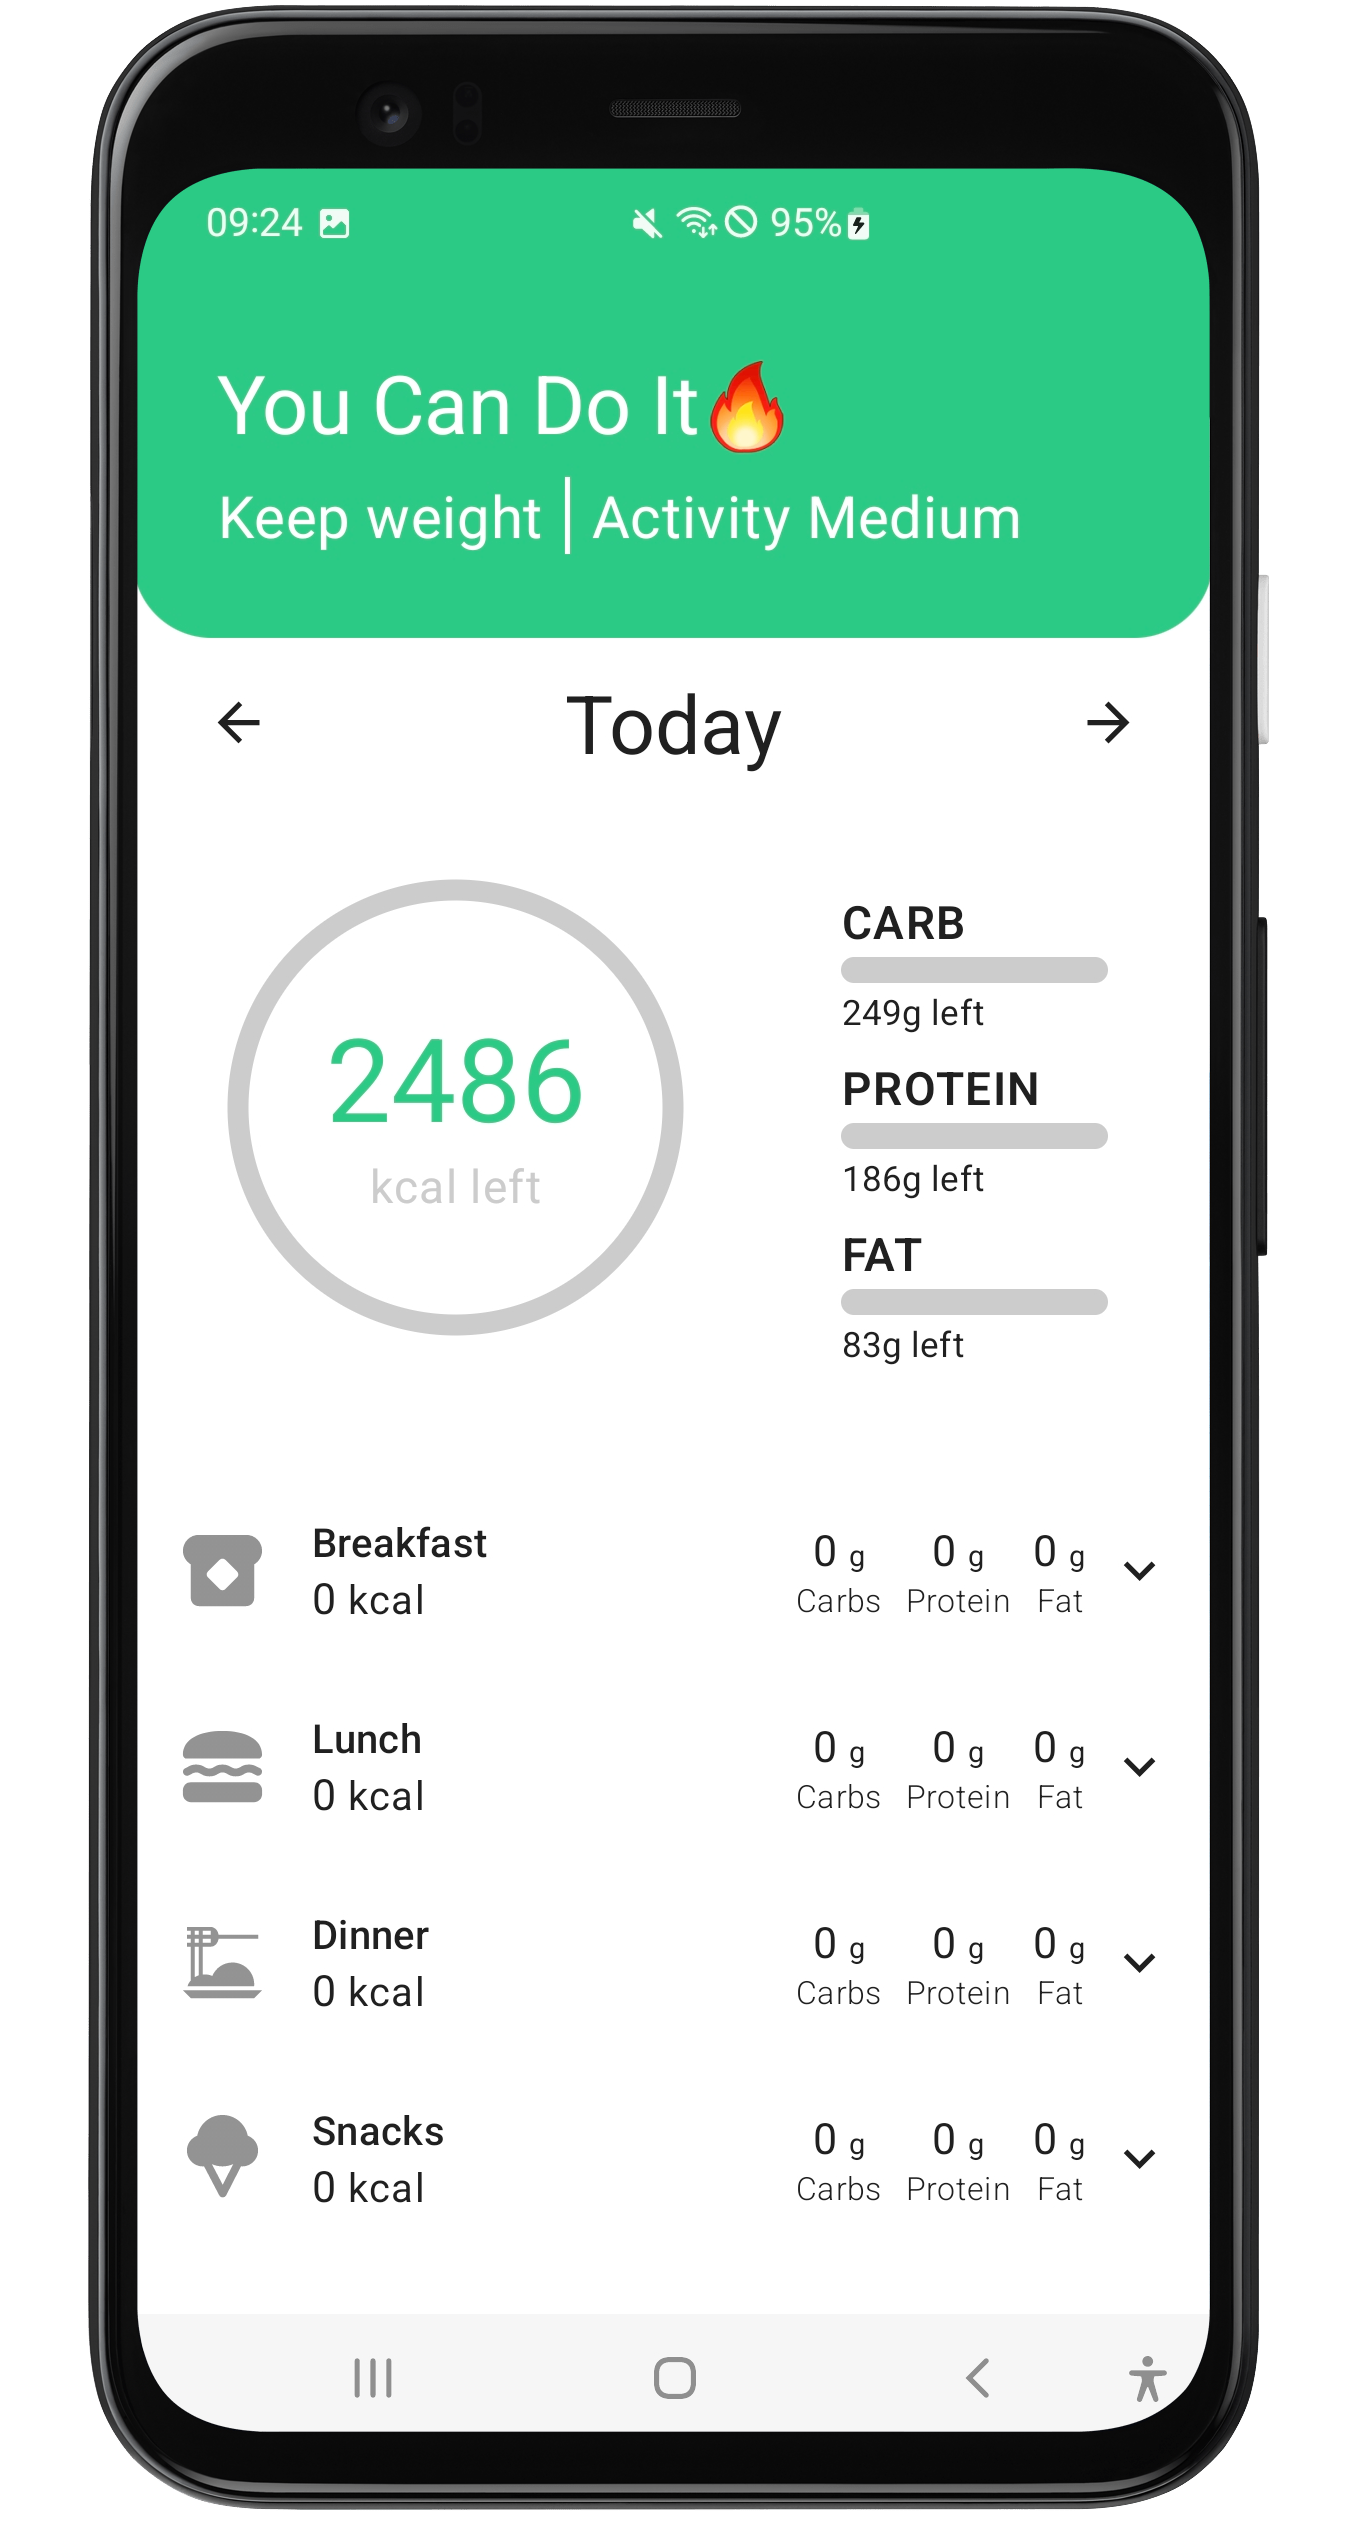 09:24 95%
You Can Do It🔥
Keep weight | Activity Medium
Today
2486
kcal left
CARB
249g left
PROTEIN
186g left
FAT
83g left
Breakfast
0 kcal
0 g 0 g 0 g
Carbs Protein Fat
Lunch
0 kcal
0 g 0 g 0 g
Carbs Protein Fat
Dinner
0 kcal
0 g 0 g 0 g
Carbs Protein Fat
Snacks
0 kcal
0 g 0 g 0 g
Carbs Protein Fat